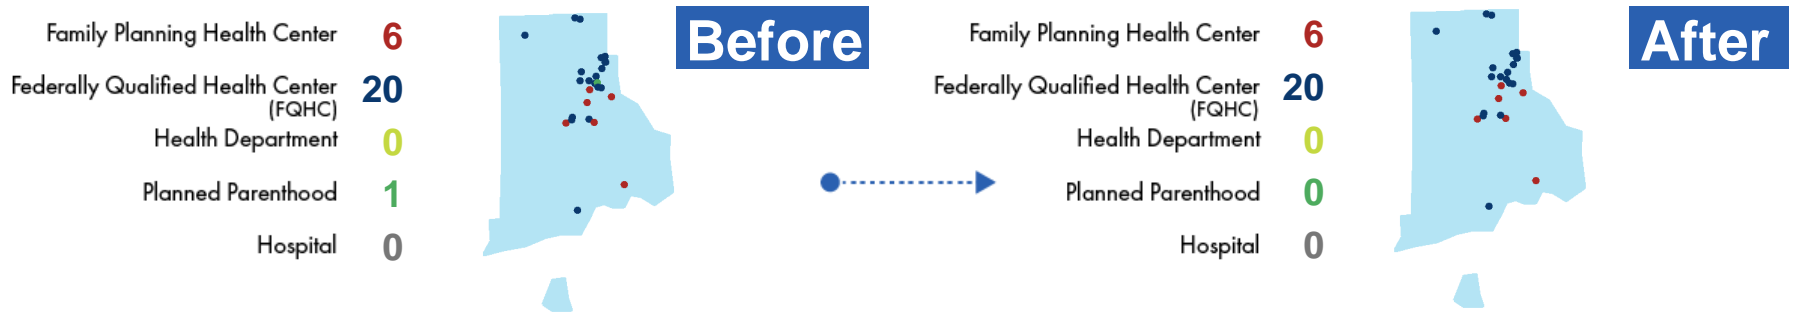 Before
Family Planning Health Center 6
Federally Qualified Health Center 20
(FQHC)
Health Department 0
Planned Parenthood 1
Hospital 0
After
Family Planning Health Center 6
Federally Qualified Health Center 20
(FQHC)
Health Department 0
Planned Parenthood 0
Hospital 0